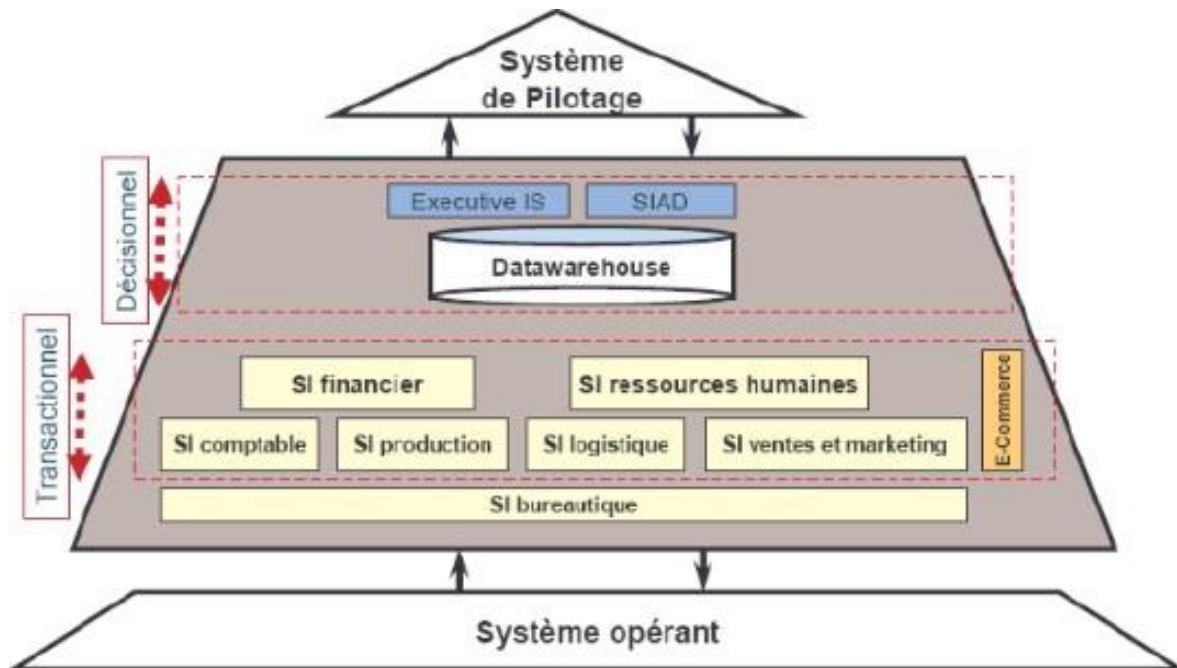 Système
de Pilotage
Décisionnel
Executive IS
SIAD
Datawarehouse
Transactionnel
SI financier
SI ressources humaines
E-Commerce
SI comptable
SI production
SI logistique
SI ventes et marketing
SI bureautique
Système opérant